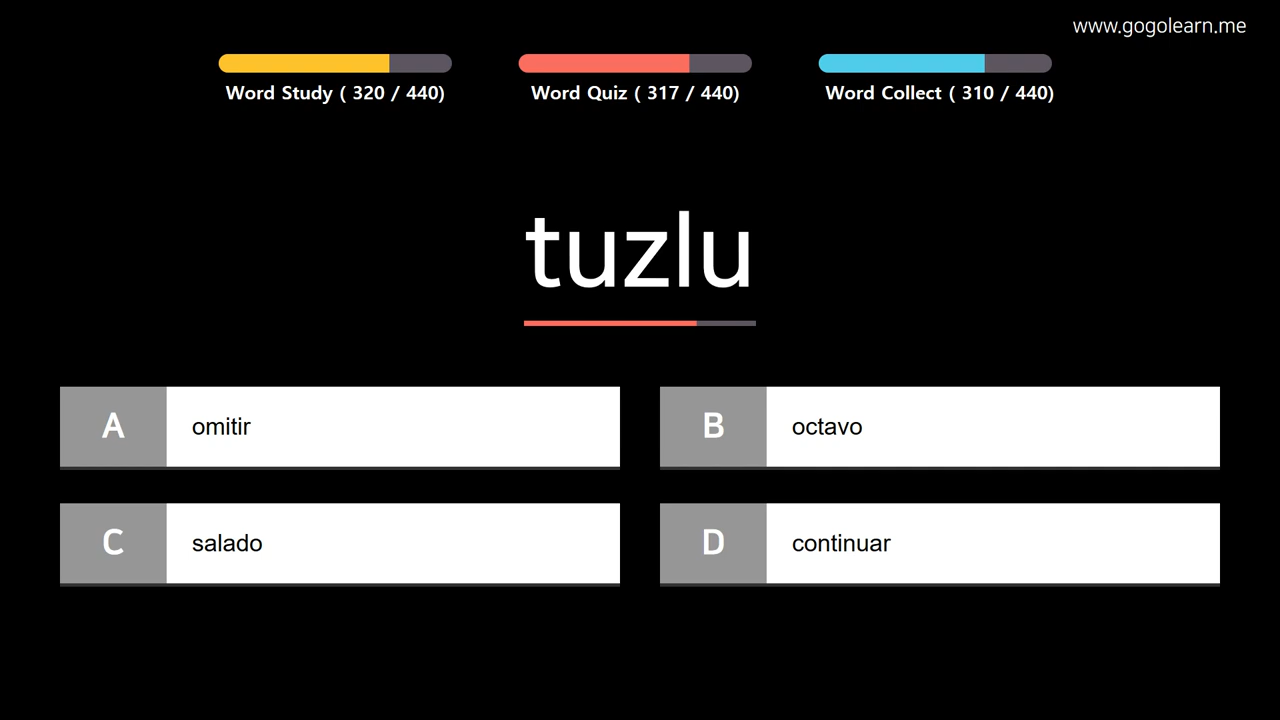 www.gogolearn.me
Word Study ( 320 / 440)
Word Quiz ( 317 / 440)
Word Collect ( 310 / 440)
tuzlu
A omitir
B octavo
C salado
D continuar